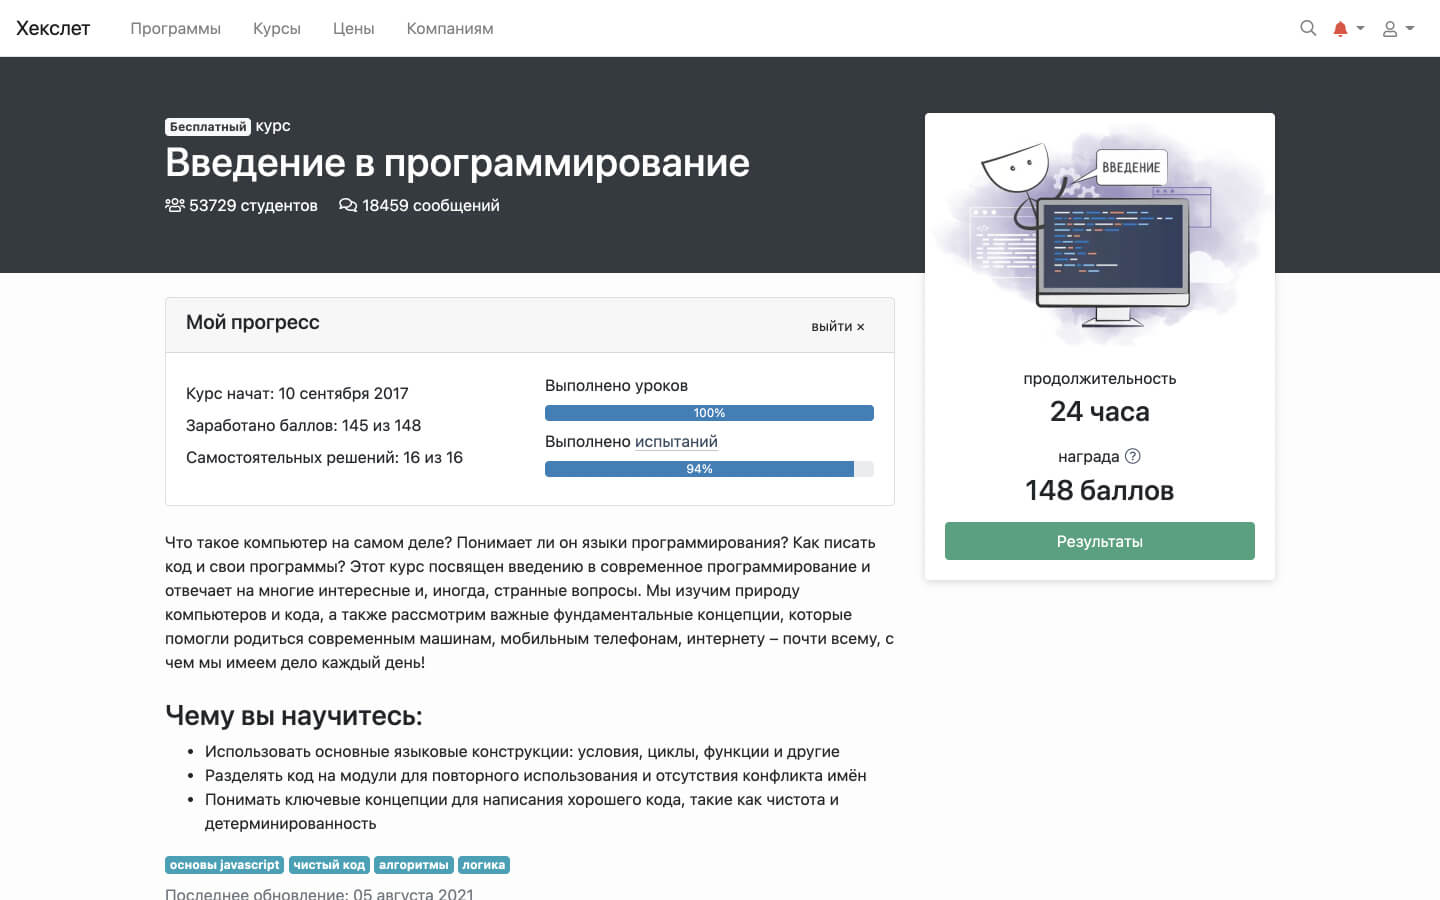 Хекслет Программы Курсы Цены Компаниям
Бесплатный курс
Введение в программирование
53729 студентов 18459 сообщений
ВВЕДЕНИЕ
Мой прогресс
выйти ×
Курс начат: 10 сентября 2017
Заработано баллов: 145 из 148
Самостоятельных решений: 16 из 16
Выполнено уроков
100%
Выполнено испытаний
94%
продолжительность
24 часа
награда ?
148 баллов
Результаты
Что такое компьютер на самом деле? Понимает ли он языки программирования? Как писать
код и свои программы? Этот курс посвящен введению в современное программирование и
отвечает на многие интересные и, иногда, странные вопросы. Мы изучим природу
компьютеров и кода, а также рассмотрим важные фундаментальные концепции, которые
помогли родиться современным машинам, мобильным телефонам, интернету – почти всему, с
чем мы имеем дело каждый день!
Чему вы научитесь:
• Использовать основные языковые конструкции: условия, циклы, функции и другие
• Разделять код на модули для повторного использования и отсутствия конфликта имён
• Понимать ключевые концепции для написания хорошего кода, такие как чистота и
детерминированность
основы javascript чистый код алгоритмы логика
Последнее обновление: 05 августа 2021